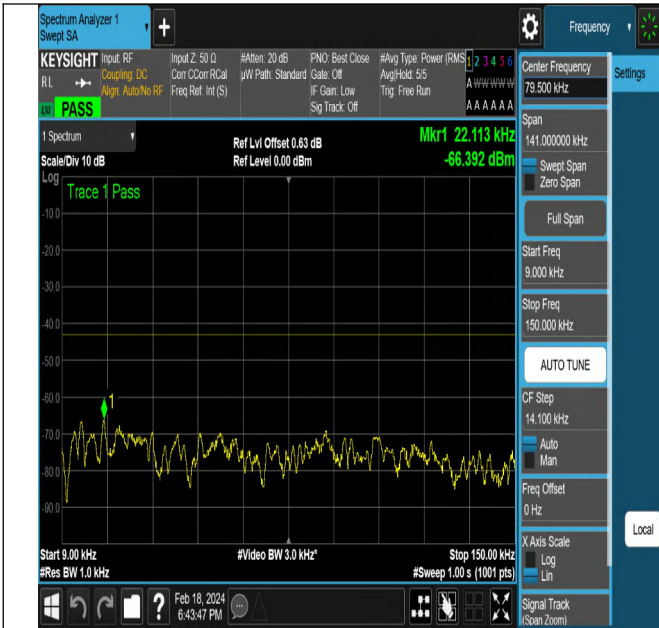 Spectrum Analyzer 1
Swept SA
Frequency
KEYSIGHT
RL
PASS
Input: RF
Coupling: DC
Align: Auto/No RF
Input Z: 50 Ω
Corr CCorr RCal
Freq Ref: Int (S)
#Atten: 20 dB
µW Path: Standard
PNO: Best Close
Gate: Off
IF Gain: Low
Sig Track: Off
#Avg Type: Power (RMS
Avg|Hold: 5/5
Trig: Free Run
1 2 3 4 5 6
A W W W W W
A A A A A A
1 Spectrum
Scale/Div 10 dB
Ref Lvl Offset 0.63 dB
Ref Level 0.00 dBm
Mkr1 22.113 kHz
-66.392 dBm
Log
Trace 1 Pass
-10.0
-20.0
-30.0
-40.0
-50.0
-60.0
-70.0
-80.0
-90.0
1
Start 9.00 kHz
#Res BW 1.0 kHz
#Video BW 3.0 kHz*
Stop 150.00 kHz
#Sweep 1.00 s (1001 pts)
Feb 18, 2024
6:43:47 PM
Center Frequency
79.500 kHz
Settings
Span
141.000000 kHz
Swept Span
Zero Span
Full Span
Start Freq
9.000 kHz
Stop Freq
150.000 kHz
AUTO TUNE
CF Step
14.100 kHz
Auto
Man
Freq Offset
0 Hz
X Axis Scale
Log
Lin
Local
Signal Track
(Span Zoom)